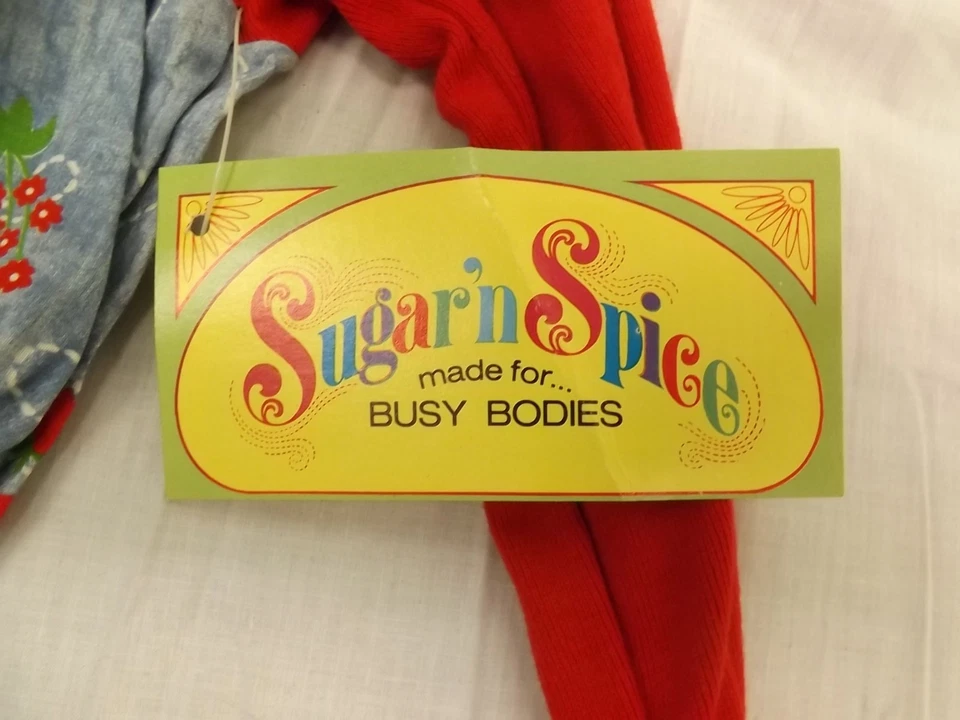 Sugar'n Spice
made for...
BUSY BODIES